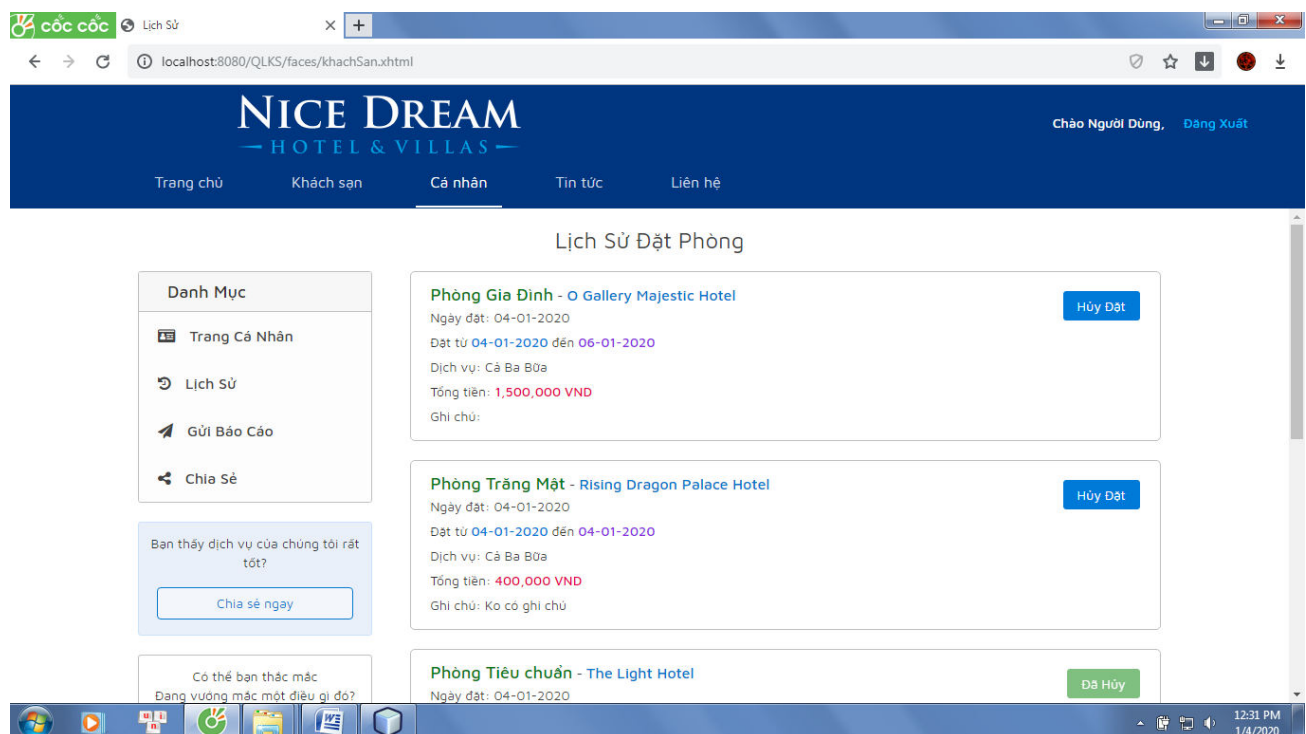 cốc cốc
Lịch Sử
localhost:8080/QLKS/faces/khachSan.xhtml
NICE DREAM
HOTEL & VILLAS
Chào Người Dùng, Đăng Xuất
Trang chủ Khách sạn Cá nhân Tin tức Liên hệ
Lịch Sử Đặt Phòng
Danh Mục
Trang Cá Nhân
Lịch Sử
Gửi Báo Cáo
Chia Sẻ
Bạn thấy dịch vụ của chúng tôi rất
tốt?
Chia sẻ ngay
Có thể bạn thắc mắc
Đang vướng mắc một điều gì đó?
Phòng Gia Đình - O Gallery Majestic Hotel
Hủy Đặt
Ngày đặt: 04-01-2020
Đặt từ 04-01-2020 đến 06-01-2020
Dịch vụ: Cả Ba Bữa
Tổng tiền: 1,500,000 VND
Ghi chú:
Phòng Trăng Mật - Rising Dragon Palace Hotel
Hủy Đặt
Ngày đặt: 04-01-2020
Đặt từ 04-01-2020 đến 04-01-2020
Dịch vụ: Cả Ba Bữa
Tổng tiền: 400,000 VND
Ghi chú: Ko có ghi chú
Phòng Tiêu chuẩn - The Light Hotel
Đã Hủy
Ngày đặt: 04-01-2020
12:31 PM
1/4/2020